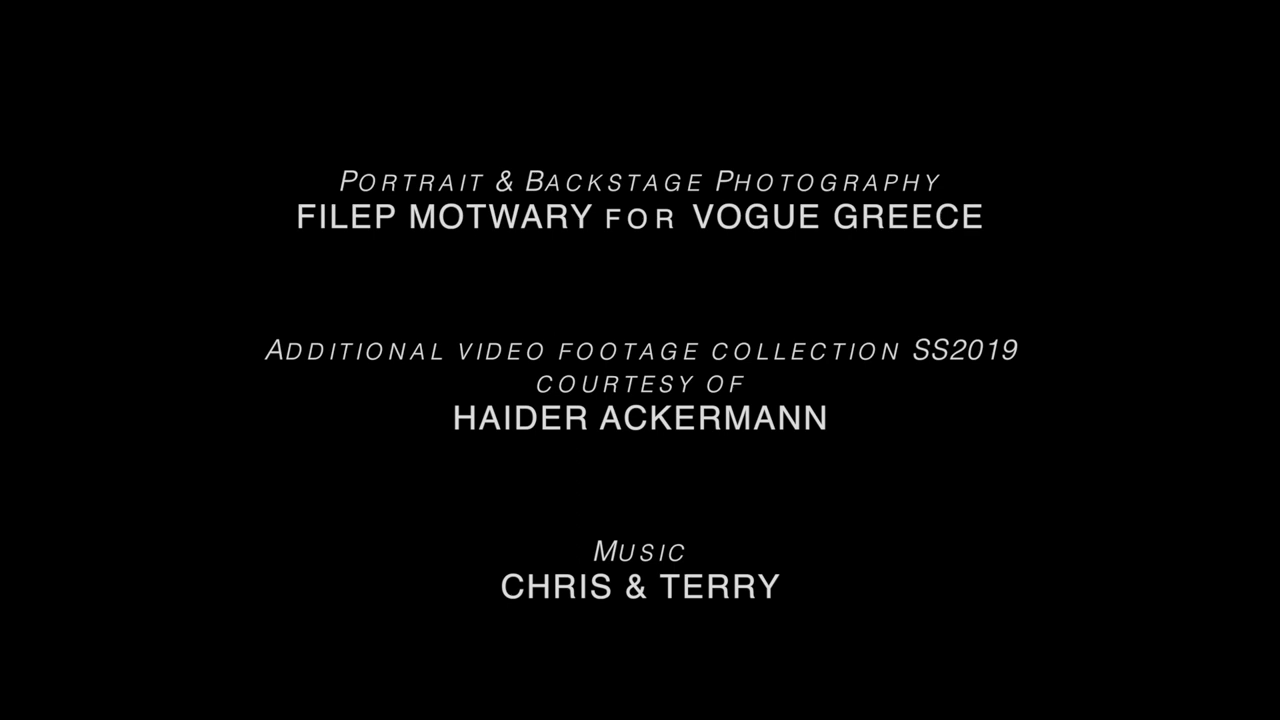 PORTRAIT & BACKSTAGE PHOTOGRAPHY
FILEP MOTWARY FOR VOGUE GREECE
ADDITIONAL VIDEO FOOTAGE COLLECTION SS2019
COURTESY OF
HAIDER ACKERMANN
MUSIC
CHRIS & TERRY